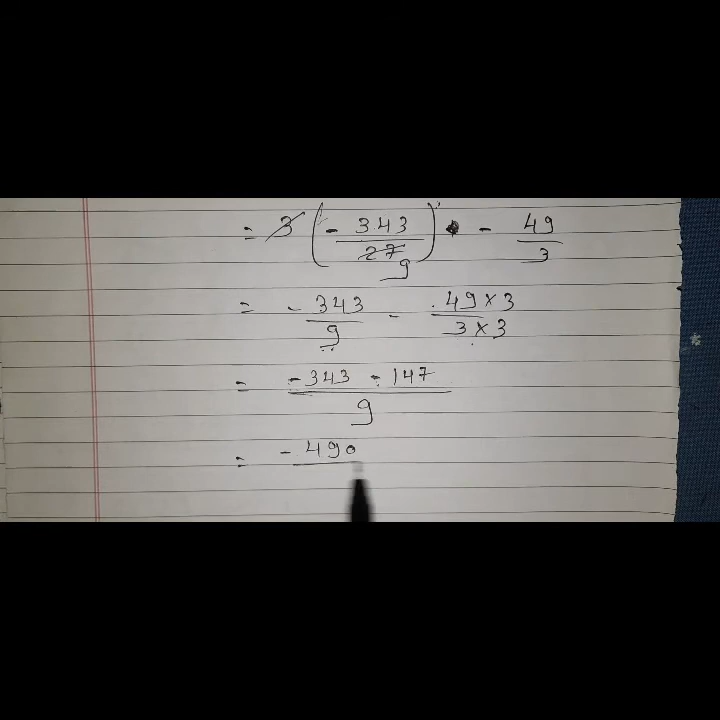 = 3 (- 343/27 9) - 49/3
= - 343/9 - 49 × 3/3 × 3
= -343 - 147/9
= - 490